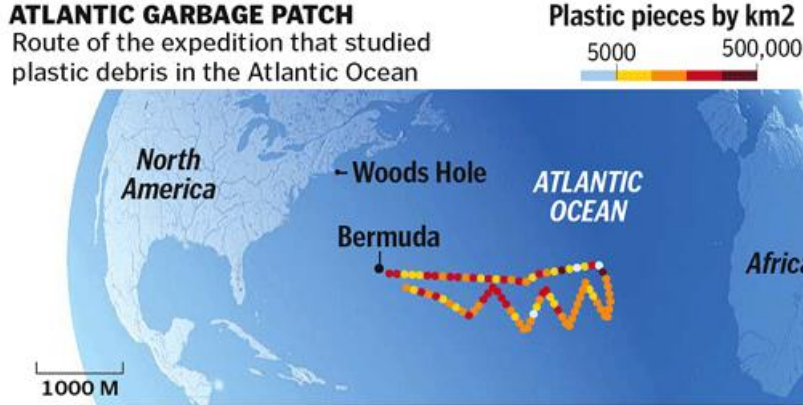 ATLANTIC GARBAGE PATCH
Route of the expedition that studied
plastic debris in the Atlantic Ocean
Plastic pieces by km2
5000 500,000
North
America
Woods Hole
ATLANTIC
OCEAN
Bermuda
Africa
1000 M